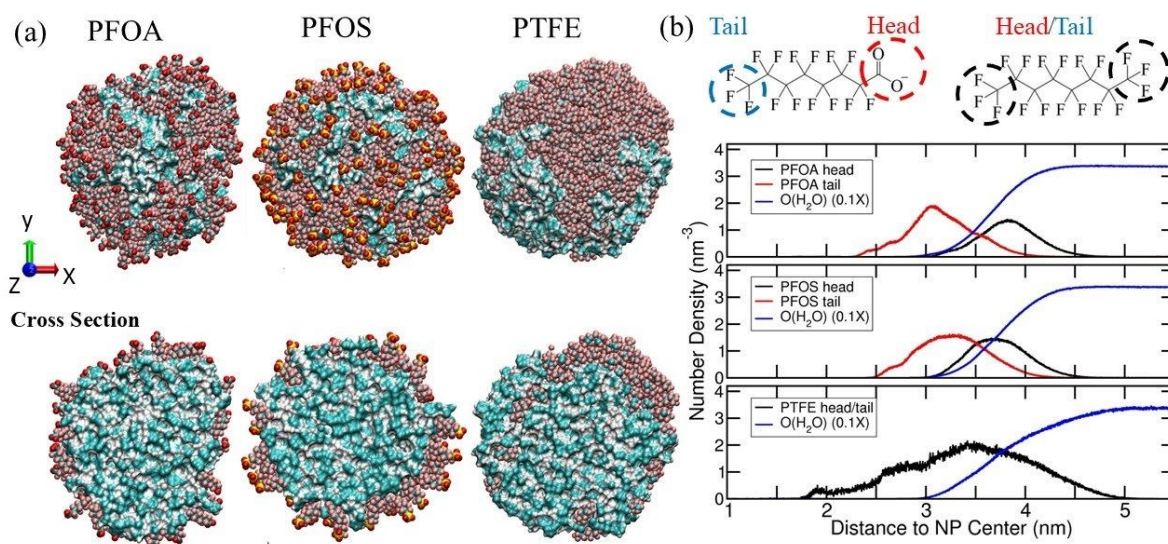 (a) PFOA PFOS PTFE
y
Z X
Cross Section
(b) Tail Head Head/Tail
F F F F F F F O
F
F F F F F F F O-
F F F F F F F F
F F
F F F F F F F F
4
3
2
1
0
PFOA head
PFOA tail
O(H₂O) (0.1X)
4
3
2
1
0
PFOS head
PFOS tail
O(H₂O) (0.1X)
4
3
2
1
0
PTFE head/tail
O(H₂O) (0.1X)
Number Density (nm⁻³)
1 2 3 4 5
Distance to NP Center (nm)